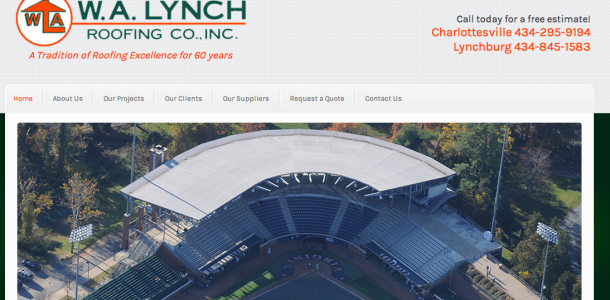 W.A. LYNCH
ROOFING CO., INC.
WLA
A Tradition of Roofing Excellence for 60 years
Call today for a free estimate!
Charlottesville 434-295-9194
Lynchburg 434-845-1583
Home
About Us
Our Projects
Our Clients
Our Suppliers
Request a Quote
Contact Us